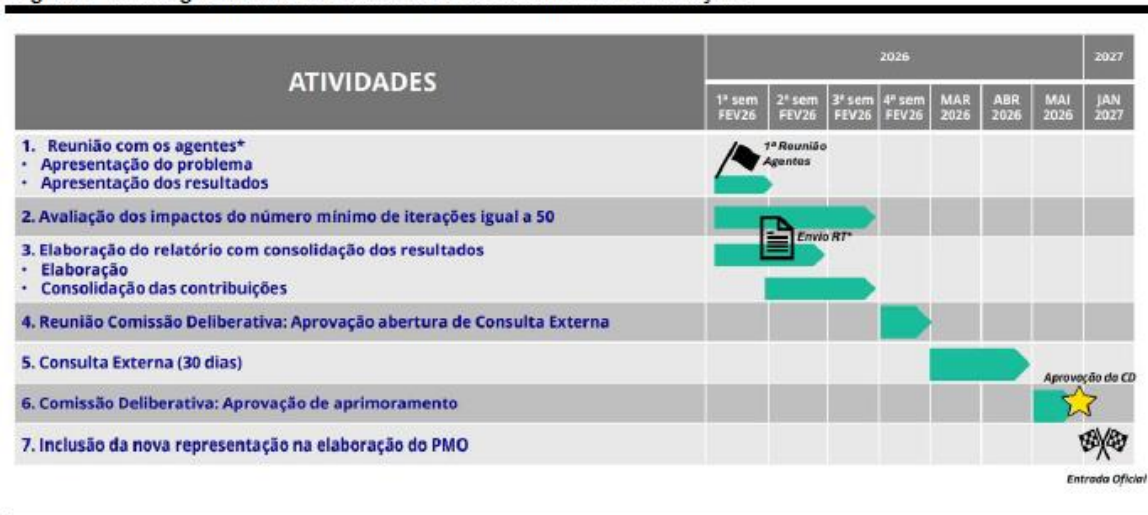 ATIVIDADES
2026
2027
1ª sem FEV26
2ª sem FEV26
3ª sem FEV26
4ª sem FEV26
MAR 2026
ABR 2026
MAI 2026
JAN 2027
1. Reunião com os agentes*
• Apresentação do problema
• Apresentação dos resultados
1ª Reunião
Agentes
2. Avaliação dos impactos do número mínimo de iterações igual a 50
3. Elaboração do relatório com consolidação dos resultados
• Elaboração
• Consolidação das contribuições
Envio RT*
4. Reunião Comissão Deliberativa: Aprovação abertura de Consulta Externa
5. Consulta Externa (30 dias)
Aprovação da CD
6. Comissão Deliberativa: Aprovação de aprimoramento
7. Inclusão da nova representação na elaboração do PMO
Entrada Oficial